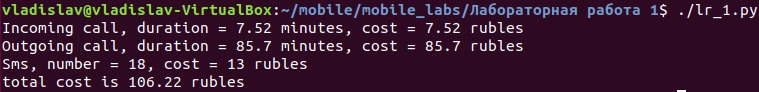 vladislav@vladislav-VirtualBox:~/mobile/mobile_labs/Лабораторная работа 1$ ./lr_1.py
Incoming call, duration = 7.52 minutes, cost = 7.52 rubles
Outgoing call, duration = 85.7 minutes, cost = 85.7 rubles
Sms, number = 18, cost = 13 rubles
total cost is 106.22 rubles